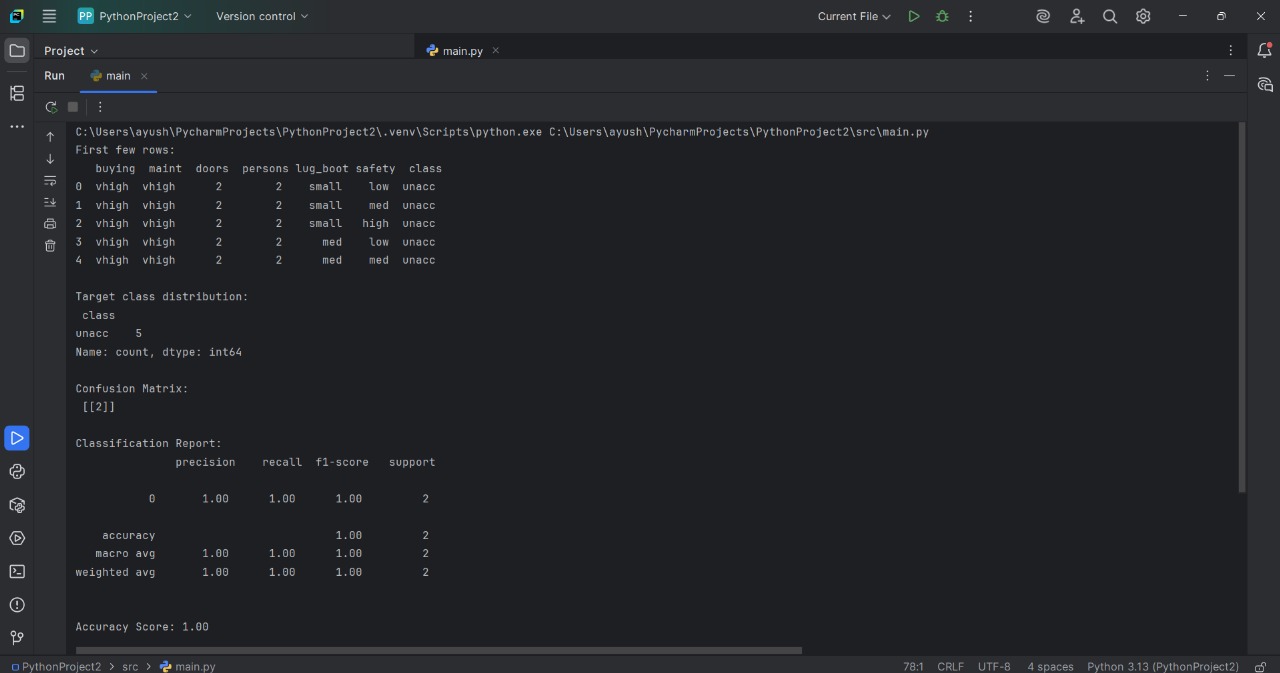 PP PythonProject2 Version control Current File
Project main.py
Run main
C:\Users\ayush\PycharmProjects\PythonProject2\.venv\Scripts\python.exe C:\Users\ayush\PycharmProjects\PythonProject2\src\main.py
First few rows:
buying maint doors persons lug_boot safety class
0 vhigh vhigh 2 2 small low unacc
1 vhigh vhigh 2 2 small med unacc
2 vhigh vhigh 2 2 small high unacc
3 vhigh vhigh 2 2 med low unacc
4 vhigh vhigh 2 2 med med unacc
Target class distribution:
class
unacc 5
Name: count, dtype: int64
Confusion Matrix:
[[2]]
Classification Report:
precision recall f1-score support
0 1.00 1.00 1.00 2
accuracy 1.00 2
macro avg 1.00 1.00 1.00 2
weighted avg 1.00 1.00 1.00 2
Accuracy Score: 1.00
PythonProject2 > src > main.py 78:1 CRLF UTF-8 4 spaces Python 3.13 (PythonProject2)